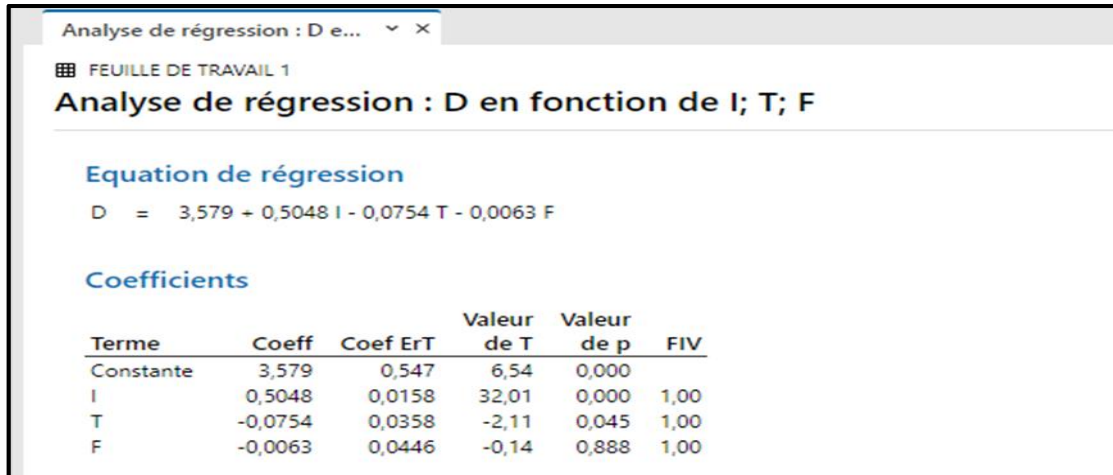 Analyse de régression : D e...
FEUILLE DE TRAVAIL 1
Analyse de régression : D en fonction de I; T; F
Equation de régression
D = 3,579 + 0,5048 I - 0,0754 T - 0,0063 F
Coefficients
Valeur Valeur
Terme Coeff Coef ErT de T de p FIV
Constante 3,579 0,547 6,54 0,000
I 0,5048 0,0158 32,01 0,000 1,00
T -0,0754 0,0358 -2,11 0,045 1,00
F -0,0063 0,0446 -0,14 0,888 1,00